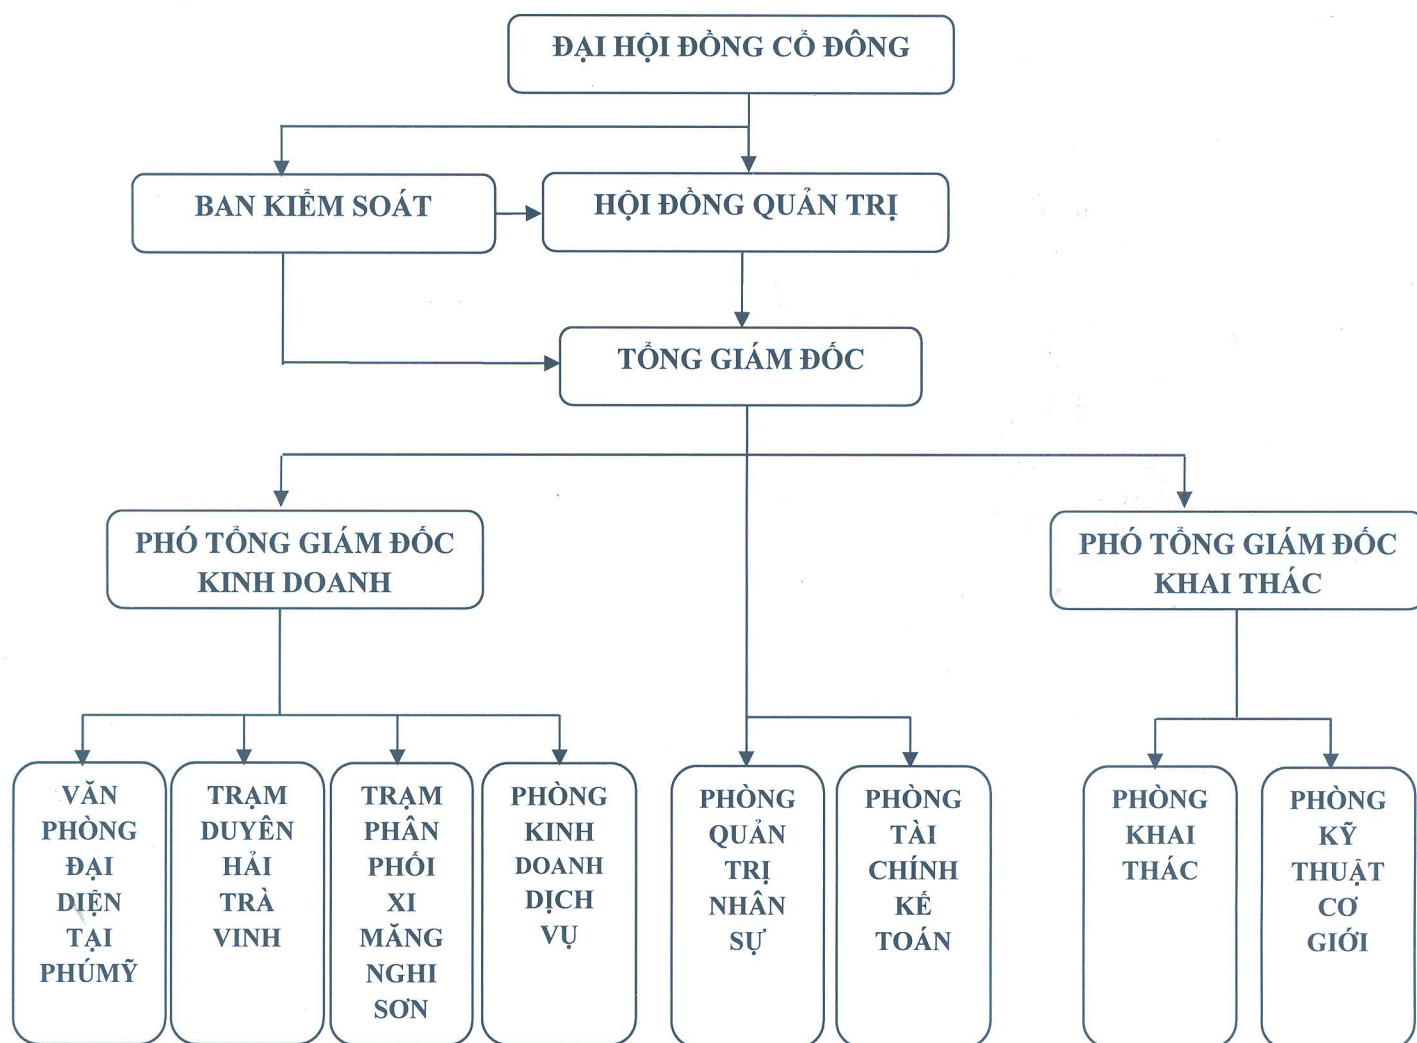 ĐẠI HỘI ĐỒNG CỔ ĐÔNG
BAN KIỂM SOÁT
HỘI ĐỒNG QUẢN TRỊ
TỔNG GIÁM ĐỐC
PHÓ TỔNG GIÁM ĐỐC
KINH DOANH
PHÓ TỔNG GIÁM ĐỐC
KHAI THÁC
VĂN
PHÒNG
ĐẠI
DIỆN
TẠI
PHÚMỸ
TRẠM
DUYÊN
HẢI
TRÀ
VINH
TRẠM
PHÂN
PHỐI
XI
MĂNG
NGHI
SƠN
PHÒNG
KINH
DOANH
DỊCH
VỤ
PHÒNG
QUẢN
TRỊ
NHÂN
SỰ
PHÒNG
TÀI
CHÍNH
KẾ
TOÁN
PHÒNG
KHAI
THÁC
PHÒNG
KỸ
THUẬT
CƠ
GIỚI